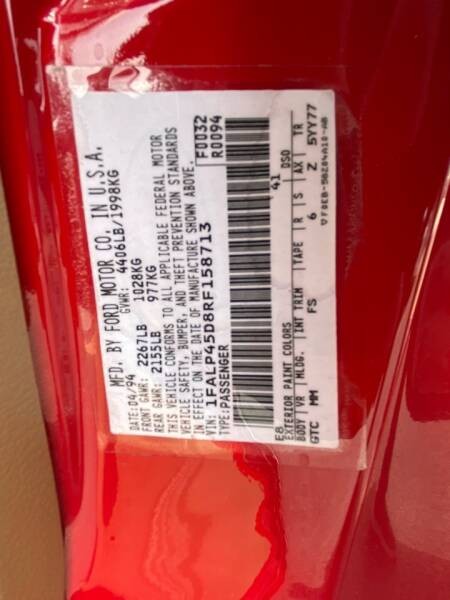 MFD. BY FORD MOTOR CO. IN U.S.A.
DATE: 04/94 GVWR: 4406LB/1998KG
FRONT GAWR: 2267LB 1028KG
REAR GAWR: 2155LB 977KG
THIS VEHICLE CONFORMS TO ALL APPLICABLE FEDERAL MOTOR
VEHICLE SAFETY, BUMPER, AND THEFT PREVENTION STANDARDS
IN EFFECT ON THE DATE OF MANUFACTURE SHOWN ABOVE.
VIN: 1FALP45D8RF158713
TYPE: PASSENGER
F0032
R0094
E8 41 DSO
EXTERIOR PAINT COLORS
BODY VR MLDG. INT TRIM TAPE R S AX TR
GTC MM FS 6 Z 5YY77